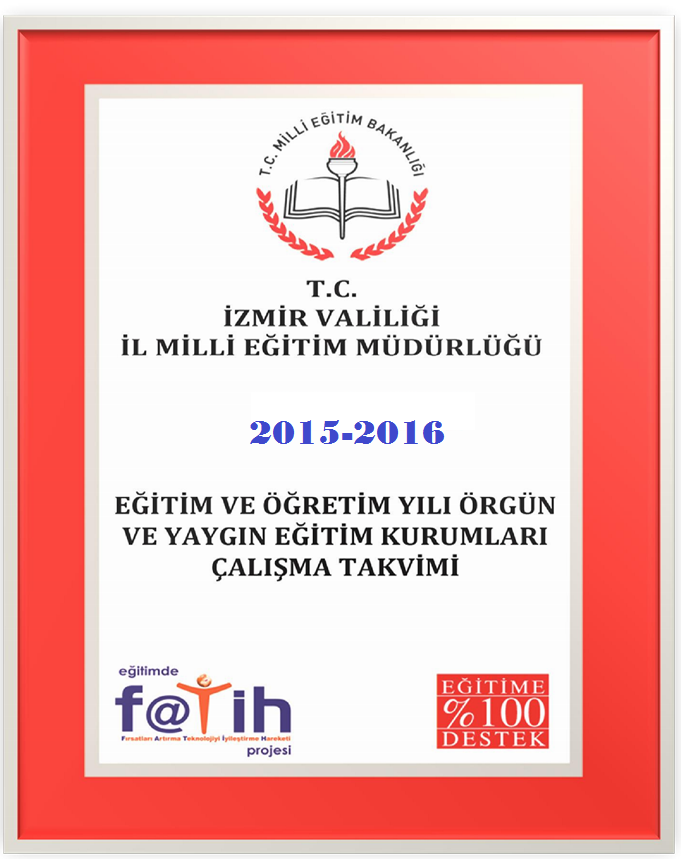 T.C. MİLLİ EĞİTİM BAKANLIĞI
T.C.
İZMİR VALİLİĞİ
İL MİLLİ EĞİTİM MÜDÜRLÜĞÜ
2015-2016
EĞİTİM VE ÖĞRETİM YILI ÖRGÜN
VE YAYGIN EĞİTİM KURUMLARI
ÇALIŞMA TAKVİMİ
eğitimde
f@Tih
Fırsatları Artırma Teknolojiyi İyileştirme Hareketi
projesi
EĞİTİME
%100
DESTEK